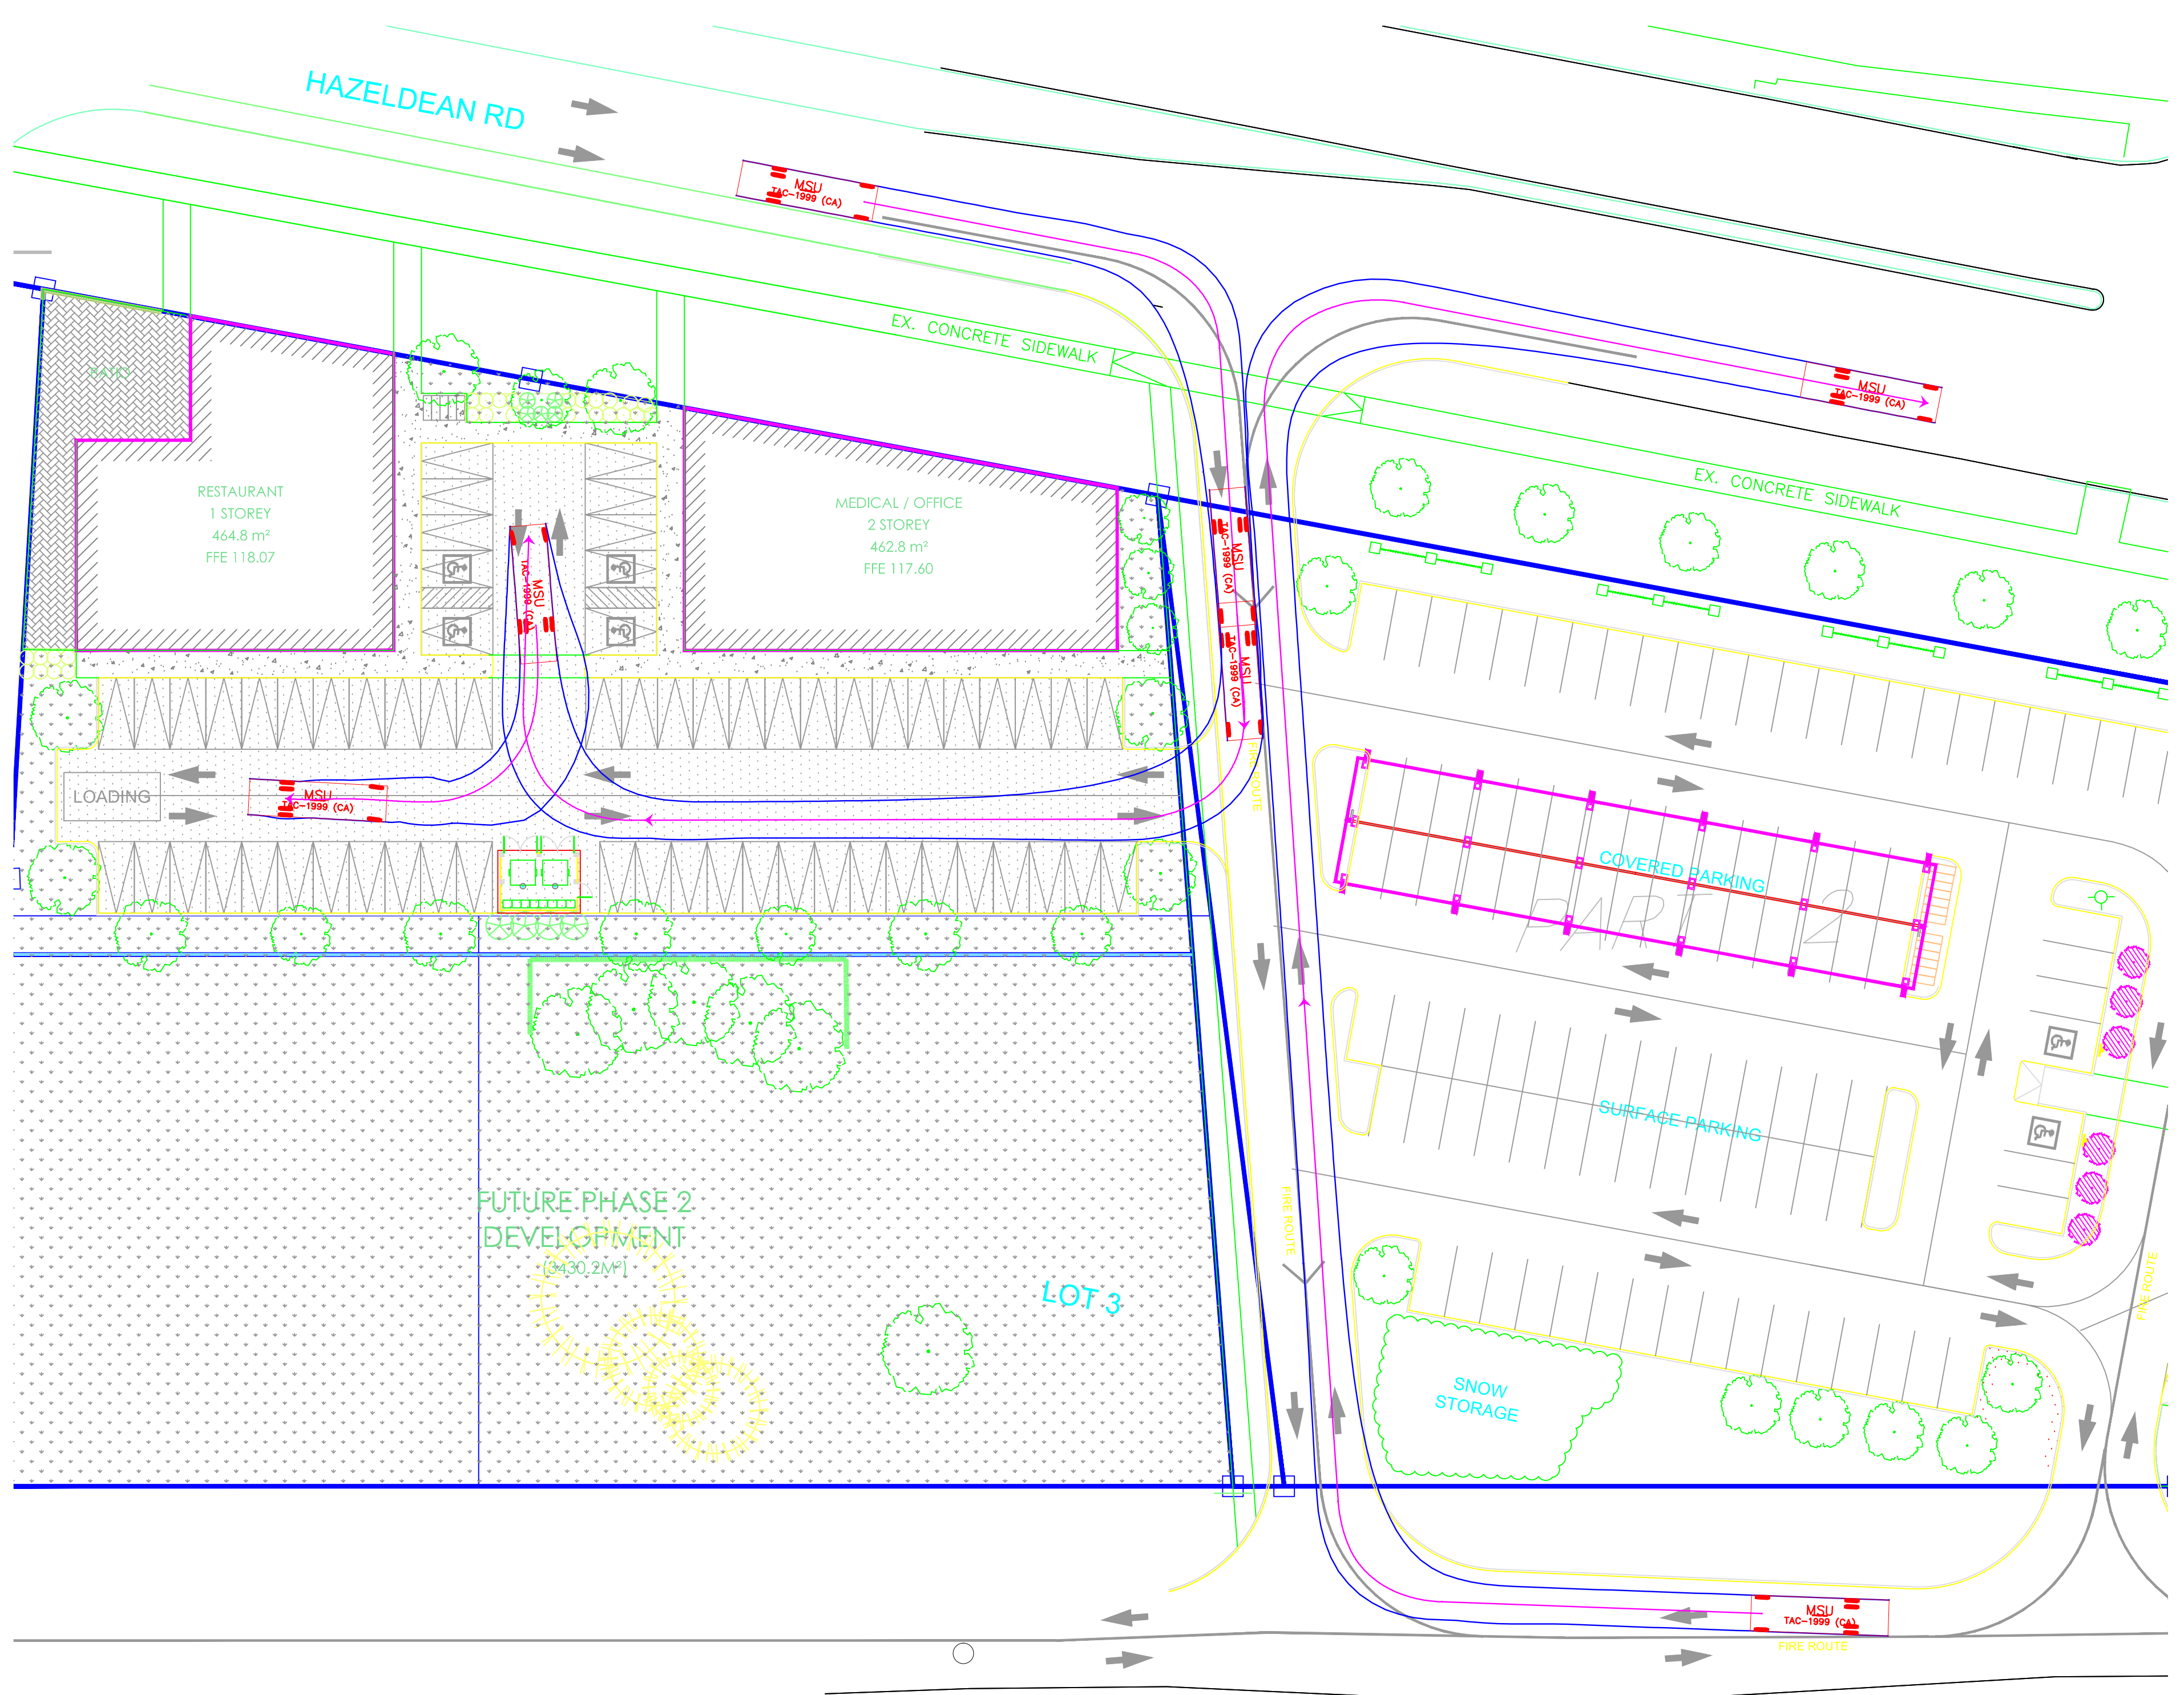 HAZELDEAN RD
MSU
TAC-1999 (CA)
EX. CONCRETE SIDEWALK
MSU
TAC-1999 (CA)
EX. CONCRETE SIDEWALK
PATIO
RESTAURANT
1 STOREY
464.8 m²
FFE 118.07
MEDICAL / OFFICE
2 STOREY
462.8 m²
FFE 117.60
MSU
TAC-1999 (CA)
MSU
TAC-1999 (CA)
MSU
TAC-1999 (CA)
FIRE ROUTE
LOADING
MSU
TAC-1999 (CA)
COVERED PARKING
PART 2
SURFACE PARKING
FUTURE PHASE 2
DEVELOPMENT
(3430.2M²)
LOT 3
FIRE ROUTE
FIRE ROUTE
SNOW
STORAGE
MSU
TAC-1999 (CA)
FIRE ROUTE